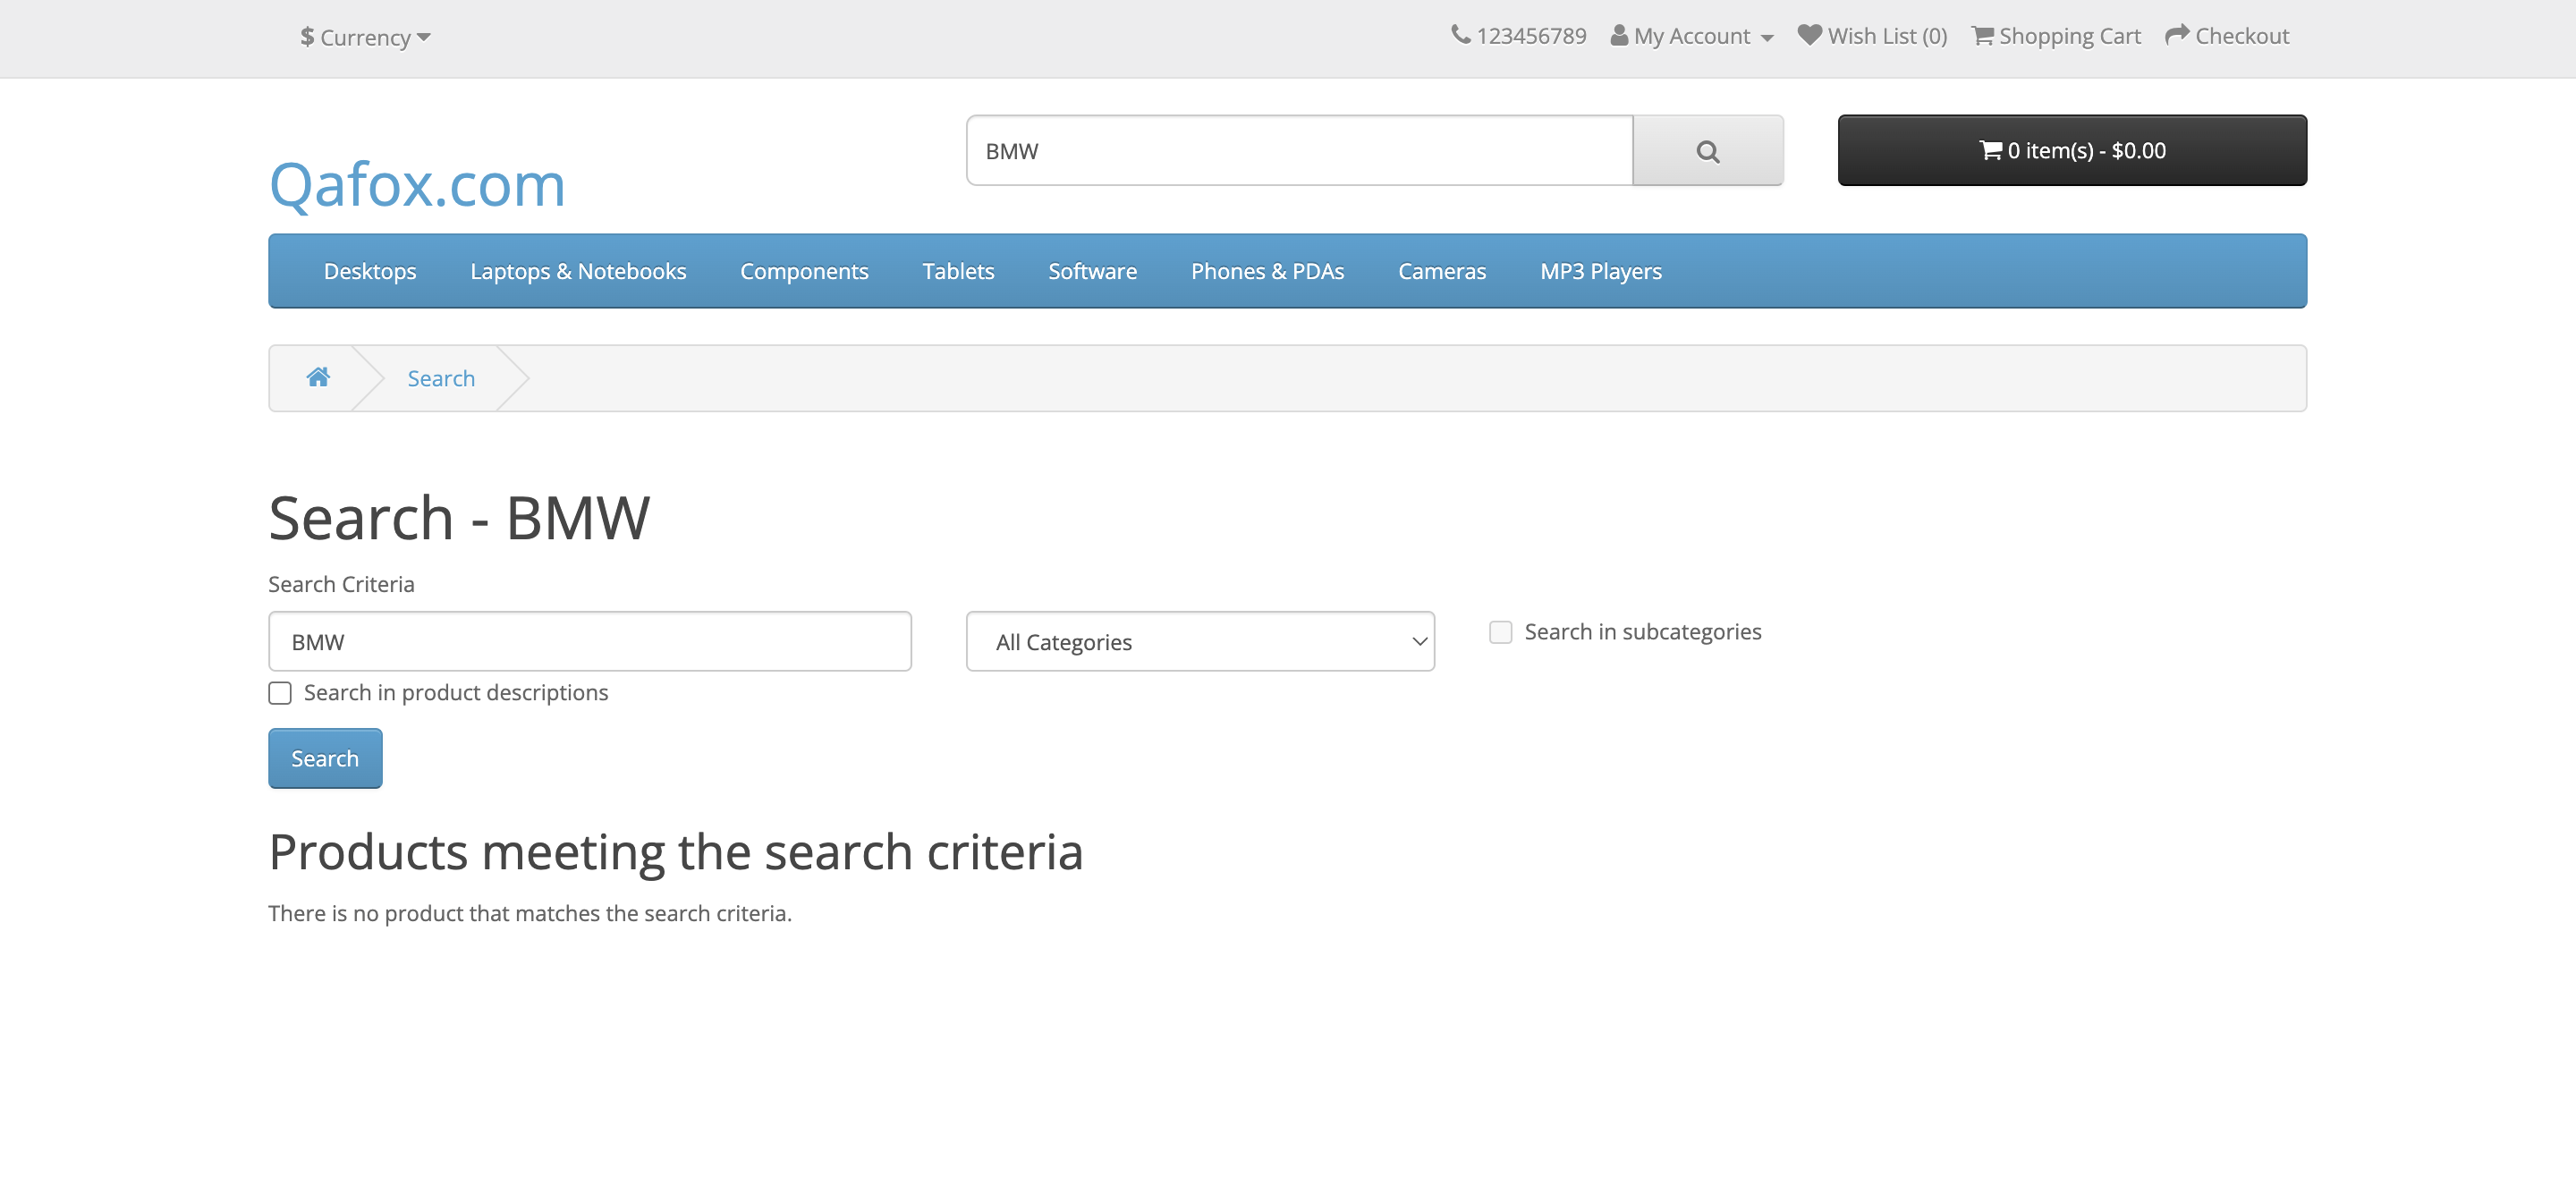 $ Currency
123456789 My Account Wish List (0) Shopping Cart Checkout
Qafox.com
BMW
0 item(s) - $0.00
Desktops Laptops & Notebooks Components Tablets Software Phones & PDAs Cameras MP3 Players
Search
Search - BMW
Search Criteria
BMW
All Categories
Search in subcategories
Search in product descriptions
Search
Products meeting the search criteria
There is no product that matches the search criteria.